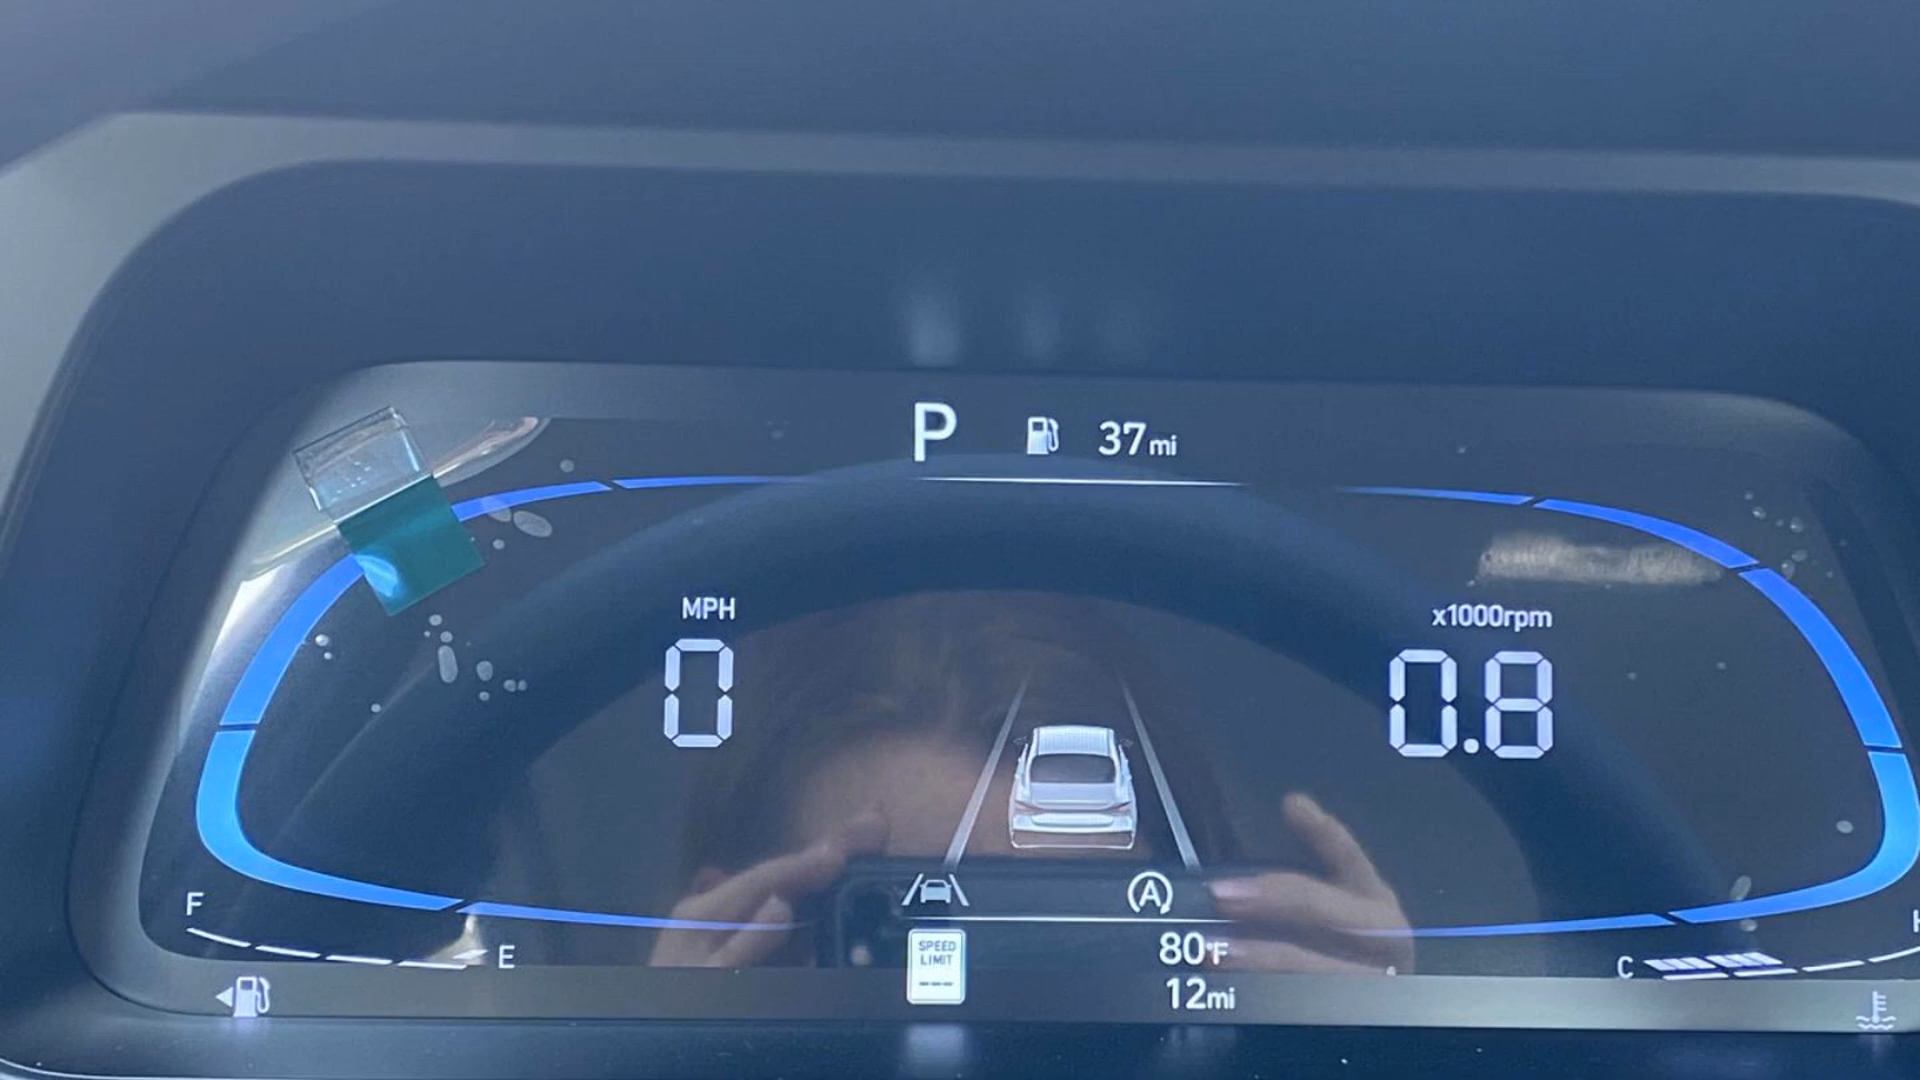 P 37mi
MPH
0
x1000rpm
0.8
A
F
E
SPEED
LIMIT
---
80°F
12mi
C
H